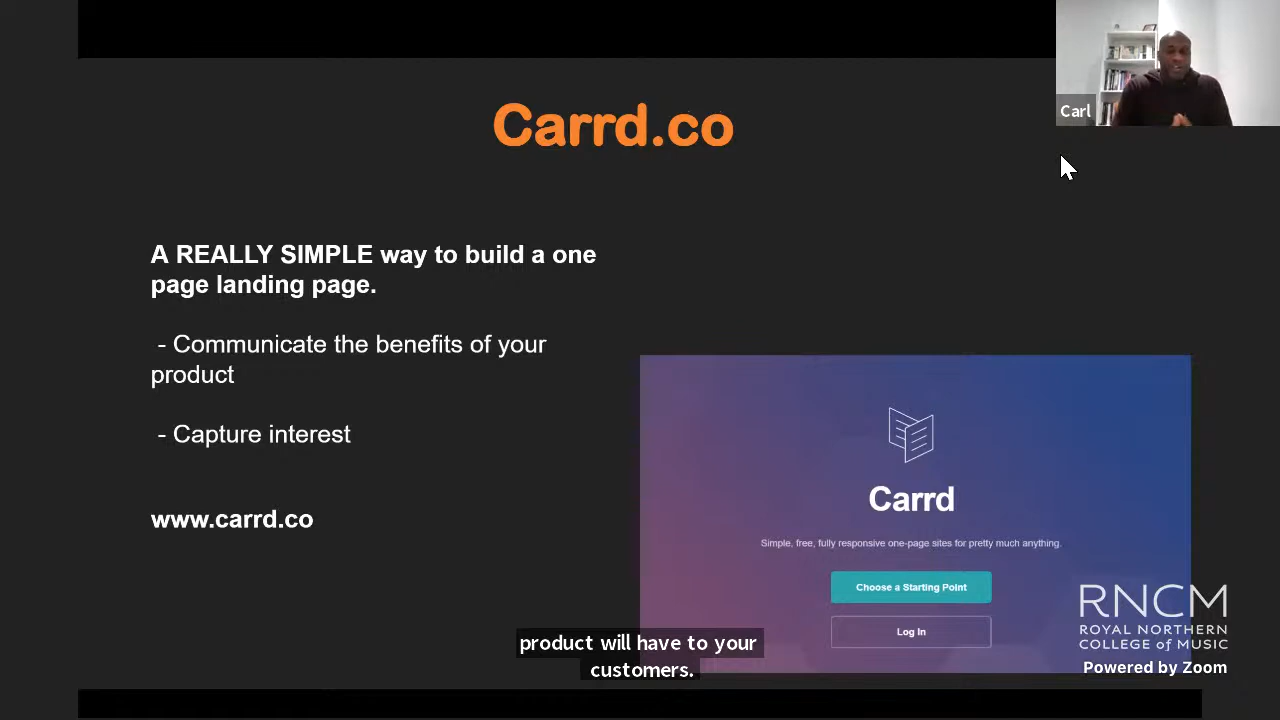 Carl
Carrd.co
A REALLY SIMPLE way to build a one
page landing page.
- Communicate the benefits of your
product
- Capture interest
www.carrd.co
Carrd
Simple, free, fully responsive one-page sites for pretty much anything.
Choose a Starting Point
Log In
RNCM
ROYAL NORTHERN
COLLEGE of MUSIC
Powered by Zoom
product will have to your
customers.